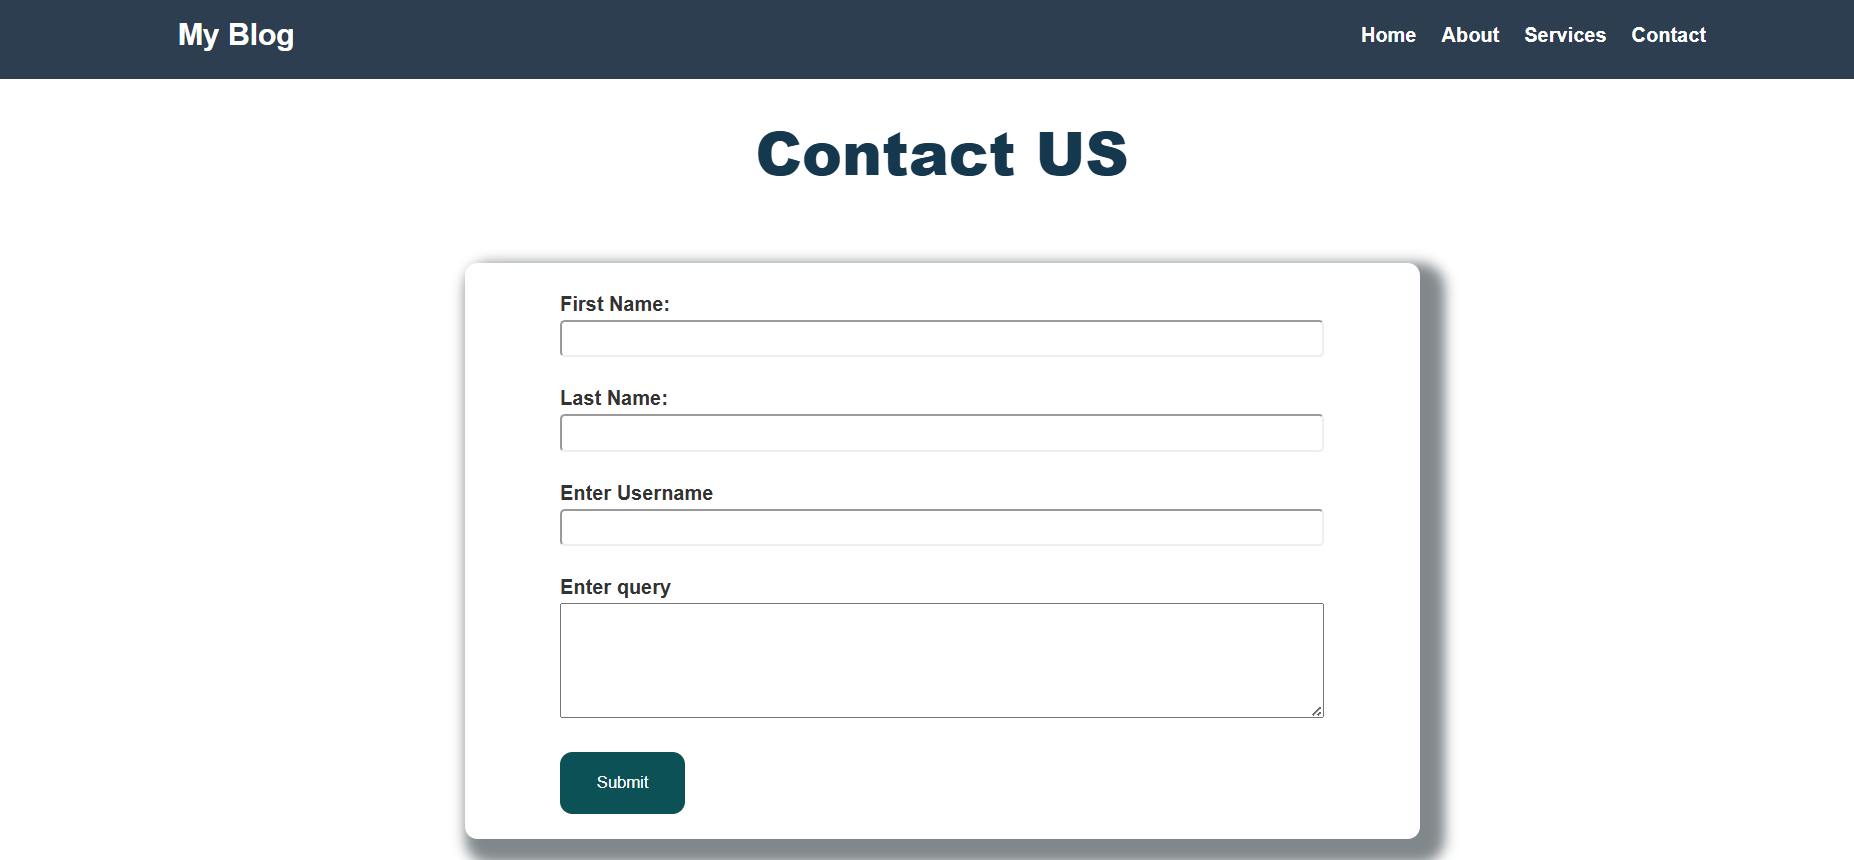 My Blog
Home About Services Contact
Contact US
First Name:
Last Name:
Enter Username
Enter query
Submit